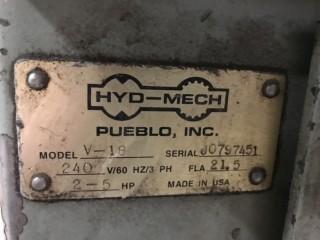 HYD-MECH
PUEBLO, INC.
MODEL V-18 SERIAL J0797451
240 V/60 HZ/3 PH FLA 21.5
2-5 HP MADE IN USA